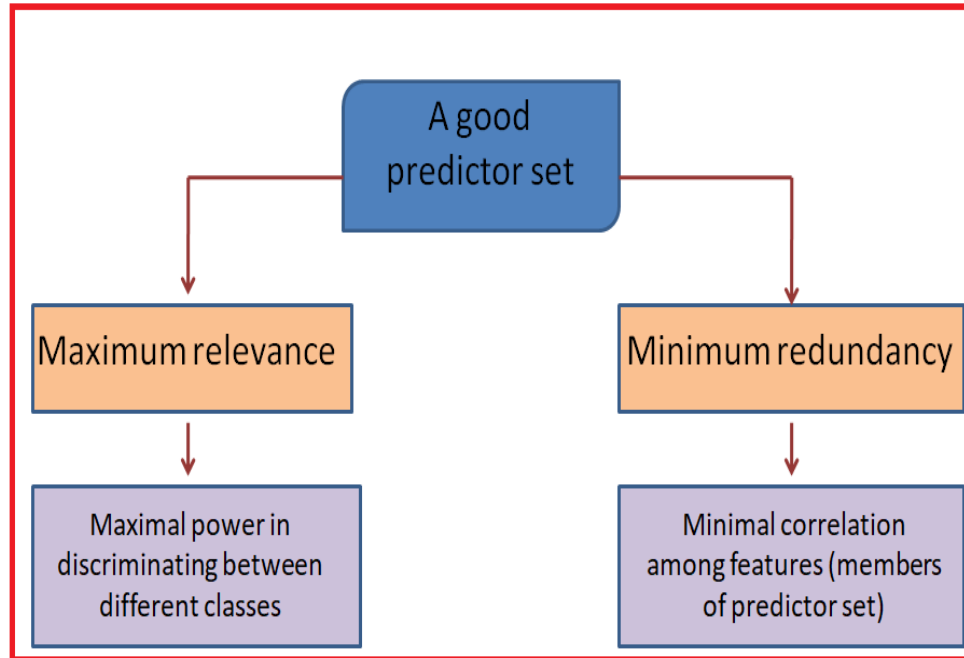 A good
predictor set
Maximum relevance
Minimum redundancy
Maximal power in
discriminating between
different classes
Minimal correlation
among features (members
of predictor set)